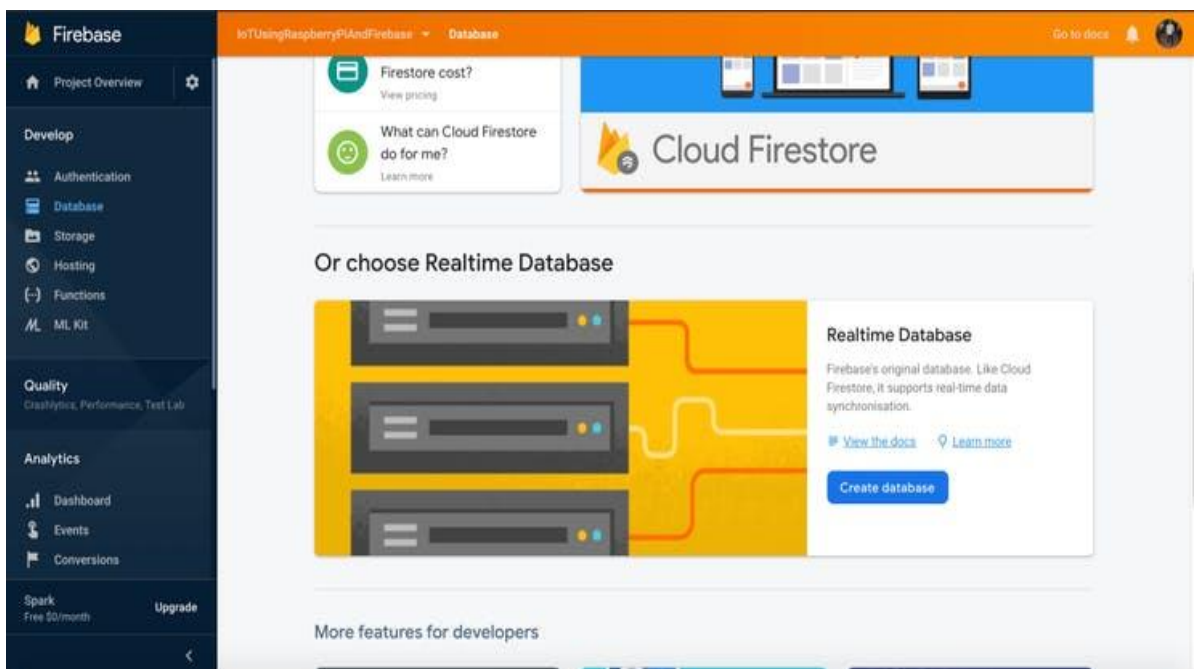 Firebase
Project Overview
Develop
Authentication
Database
Storage
Hosting
Functions
ML Kit
Quality
Crashlytics, Performance, Test Lab
Analytics
Dashboard
Events
Conversions
Spark
Free $0/month
Upgrade
IoTUsingRaspberryPiAndFirebase
Database
Go to docs
Firestore cost?
View pricing
What can Cloud Firestore
do for me?
Learn more
Cloud Firestore
Or choose Realtime Database
Realtime Database
Firebase's original database. Like Cloud
Firestore, it supports real-time data
synchronisation.
View the docs
Learn more
Create database
More features for developers